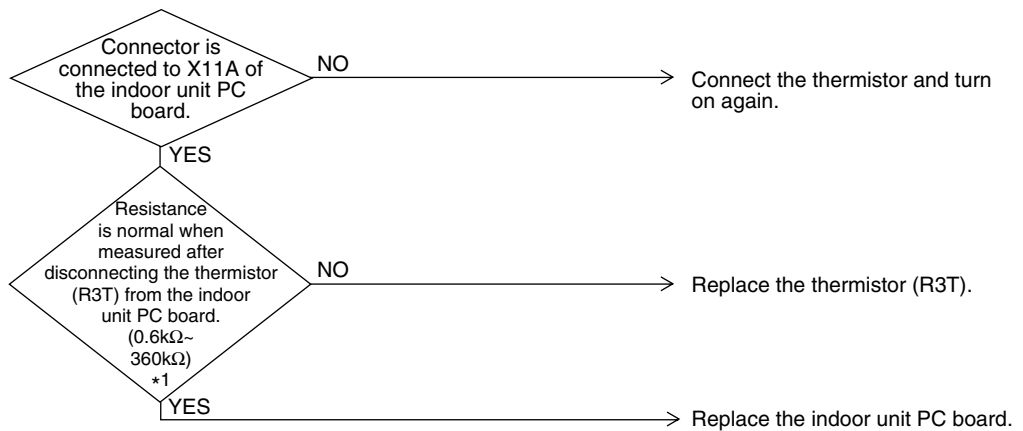 Connector is
connected to X11A of
the indoor unit PC
board.
NO
Connect the thermistor and turn
on again.
YES
Resistance
is normal when
measured after
disconnecting the thermistor
(R3T) from the indoor
unit PC board.
(0.6kΩ~
360kΩ)
*1
NO
Replace the thermistor (R3T).
YES
Replace the indoor unit PC board.